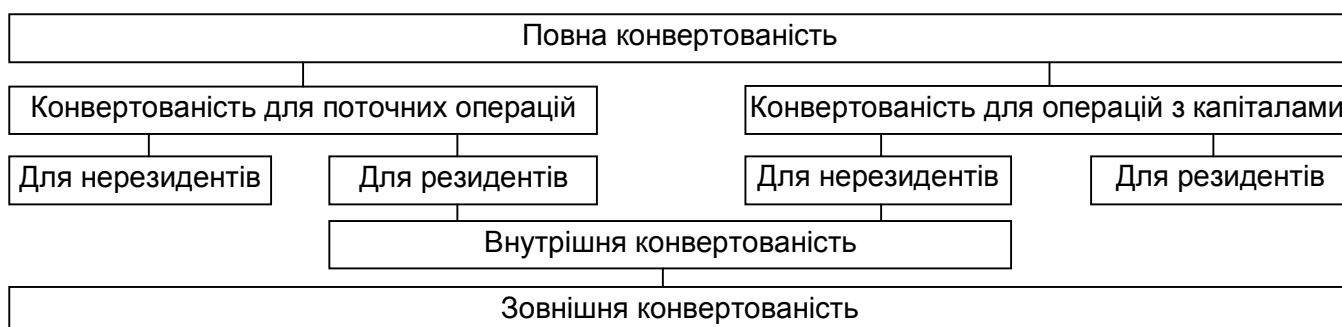 Повна конвертованість
Конвертованість для поточних операцій
Конвертованість для операцій з капіталами
Для нерезидентів
Для резидентів
Для нерезидентів
Для резидентів
Внутрішня конвертованість
Зовнішня конвертованість